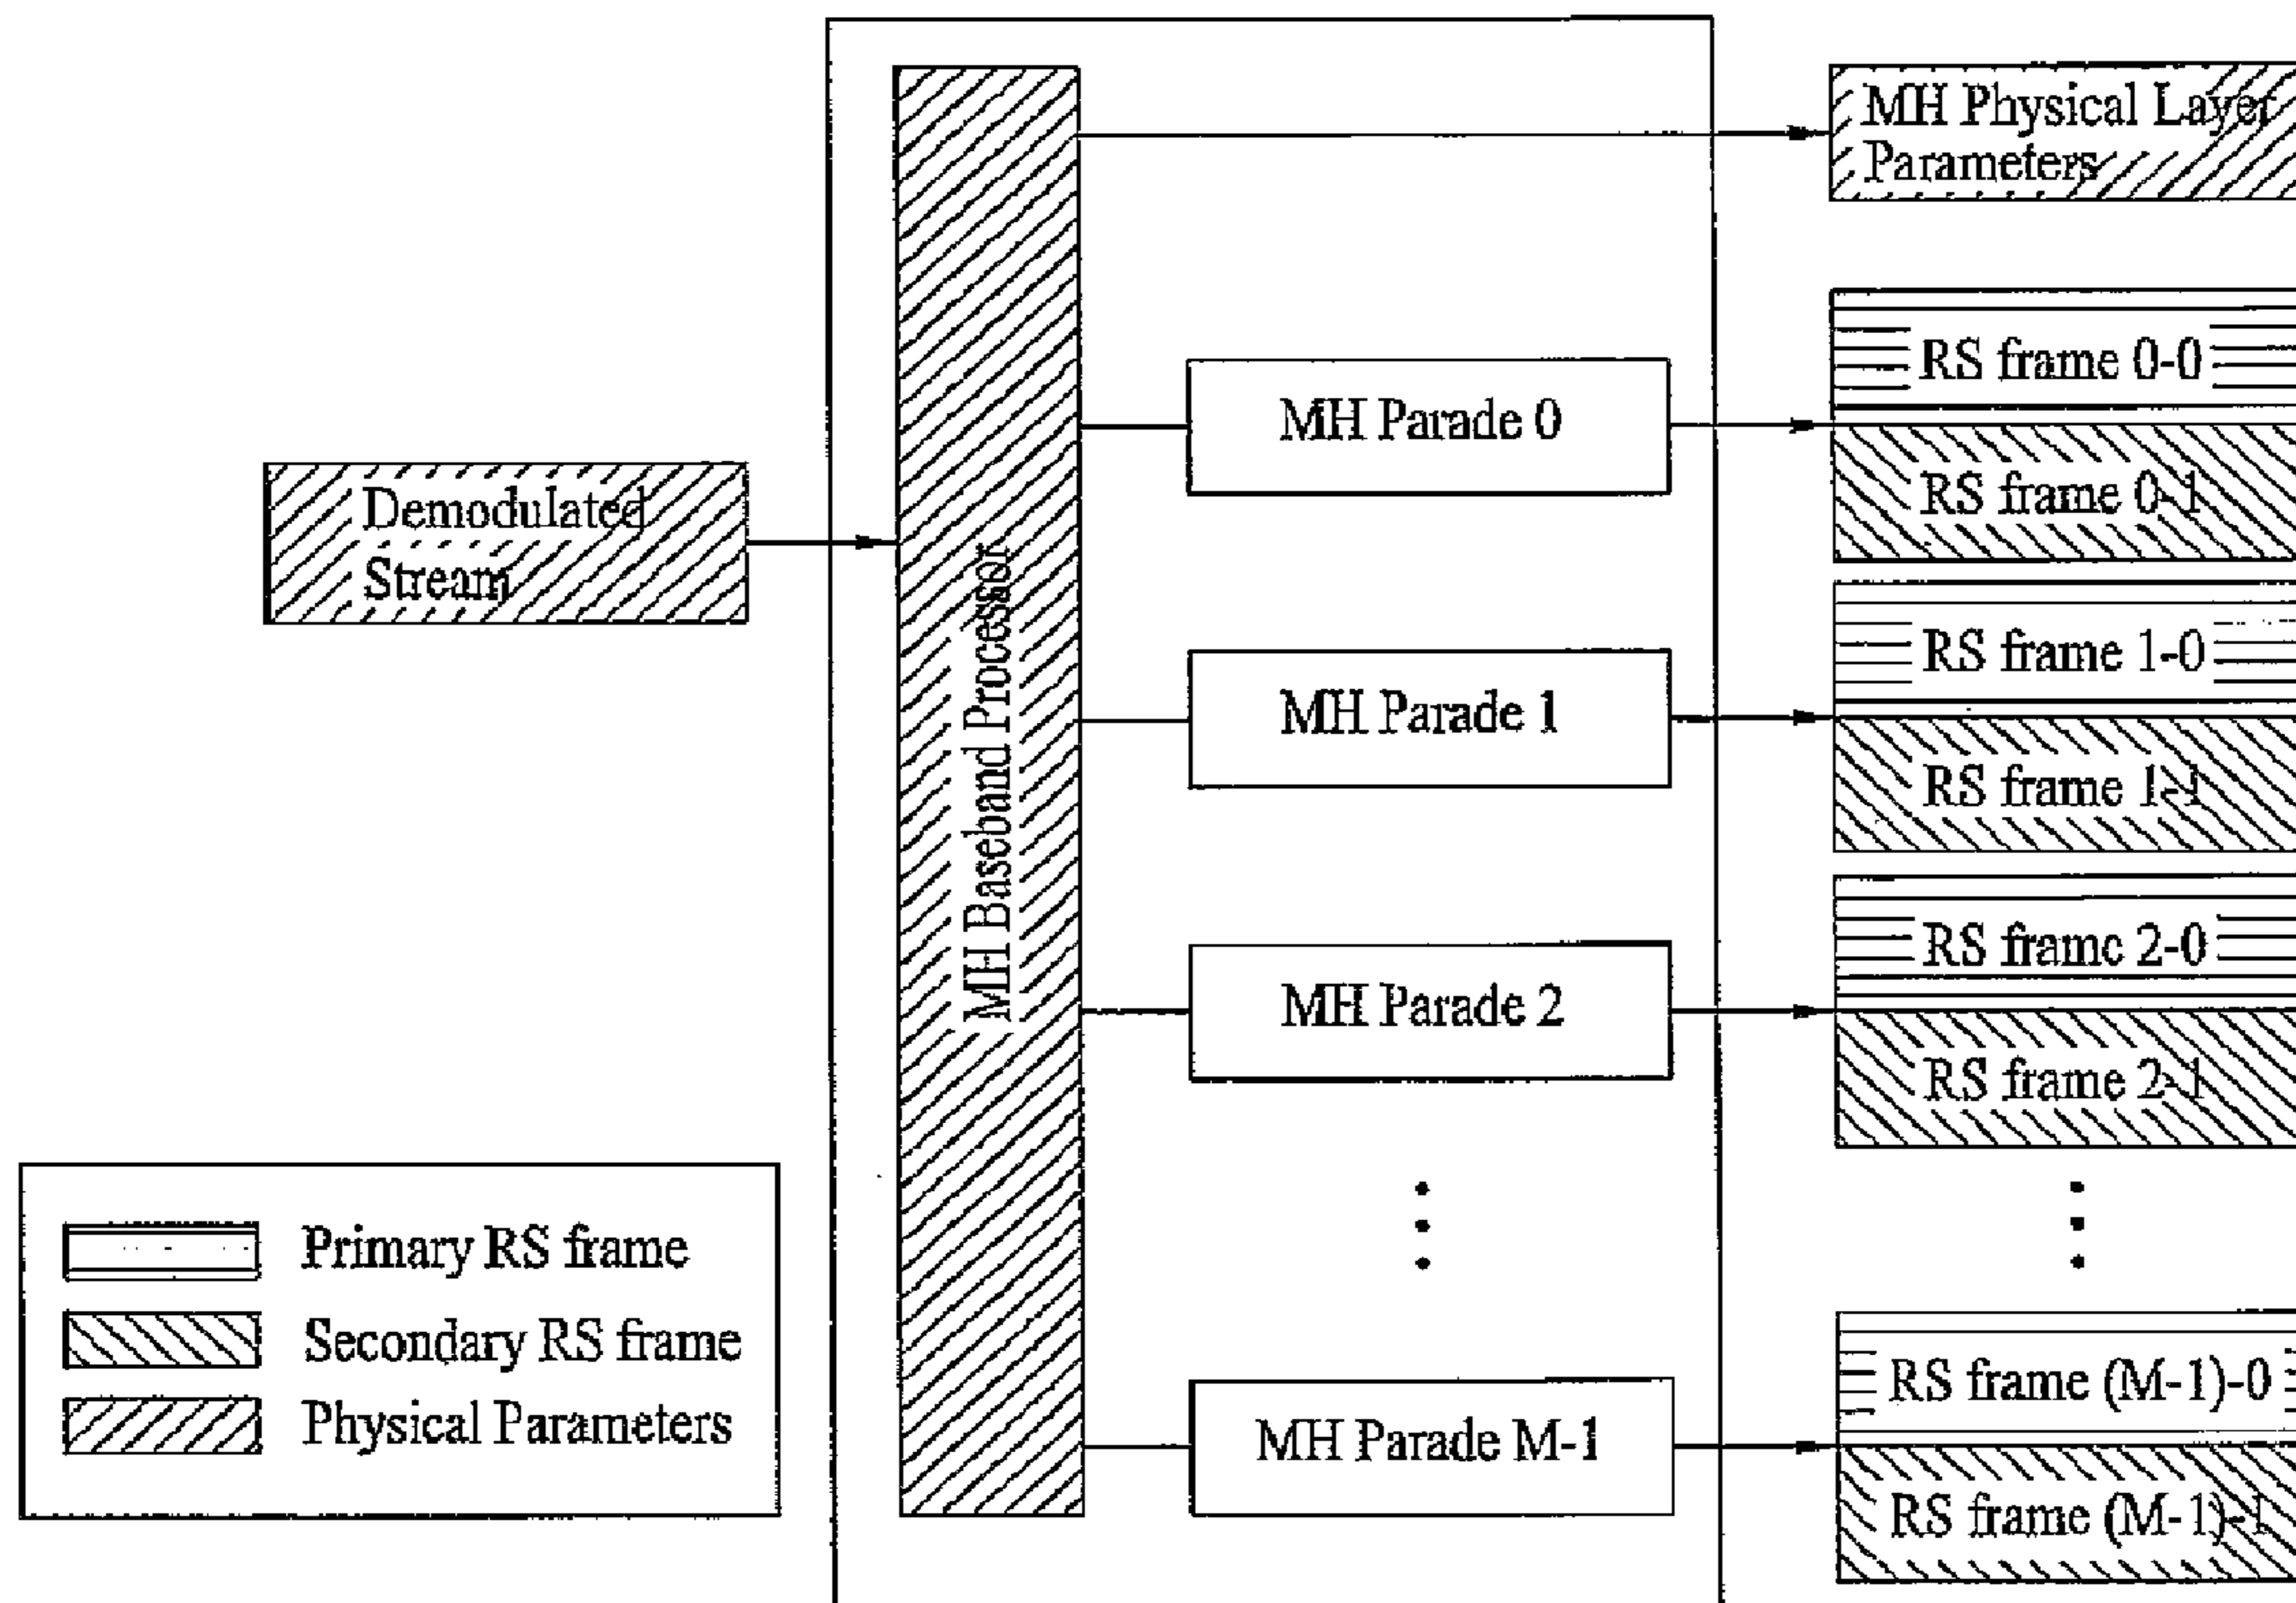 MH Physical Layer
Parameters
RS frame 0-0
MH Parade 0
RS frame 0-1
Demodulated
Stream
MH Baseband Processor
RS frame 1-0
MH Parade 1
RS frame 1-1
RS frame 2-0
MH Parade 2
RS frame 2-1
Primary RS frame
Secondary RS frame
Physical Parameters
RS frame (M-1)-0
MH Parade M-1
RS frame (M-1)-1